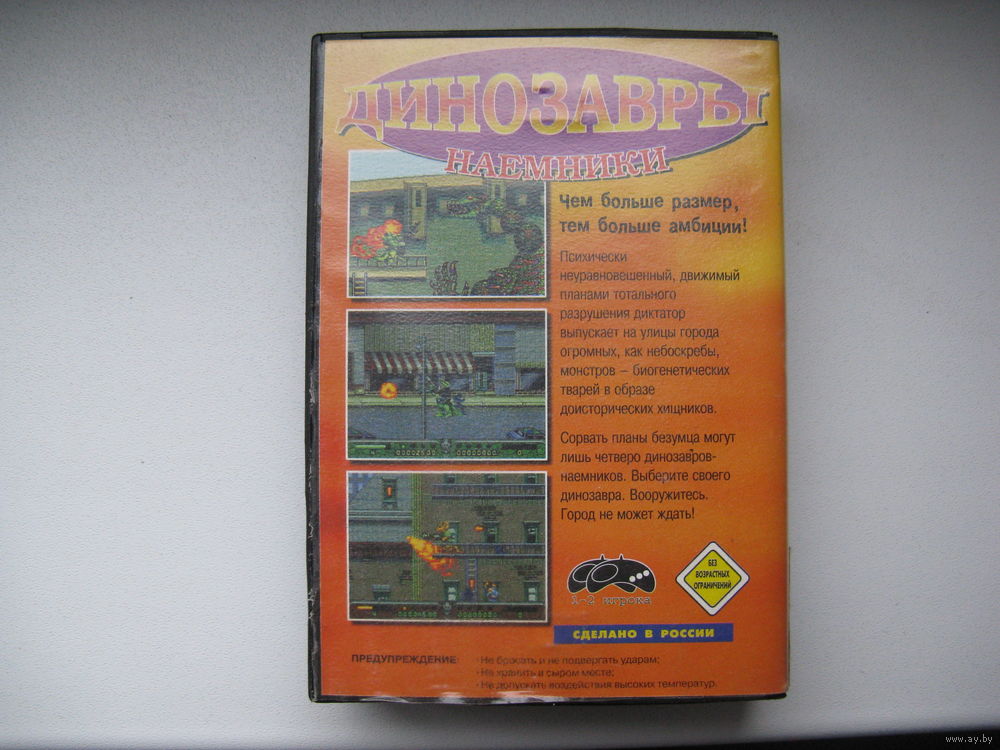 ДИНОЗАВРЫ
НАЕМНИКИ
Чем больше размер,
тем больше амбиции!
Психически
неуравновешенный, движимый
планами тотального
разрушения диктатор
выпускает на улицы города
огромных, как небоскребы,
монстров – биогенетических
тварей в образе
доисторических хищников.
Сорвать планы безумца могут
лишь четверо динозавров-
наемников. Выберите своего
динозавра. Вооружитесь.
Город не может ждать!
1-2 игрока
БЕЗ
ВОЗРАСТНЫХ
ОГРАНИЧЕНИЙ
СДЕЛАНО В РОССИИ
ПРЕДУПРЕЖДЕНИЕ:
· Не бросать и не подвергать ударам;
· Не хранить в сыром месте;
· Не допускать воздействия высоких температур.
www.ay.by